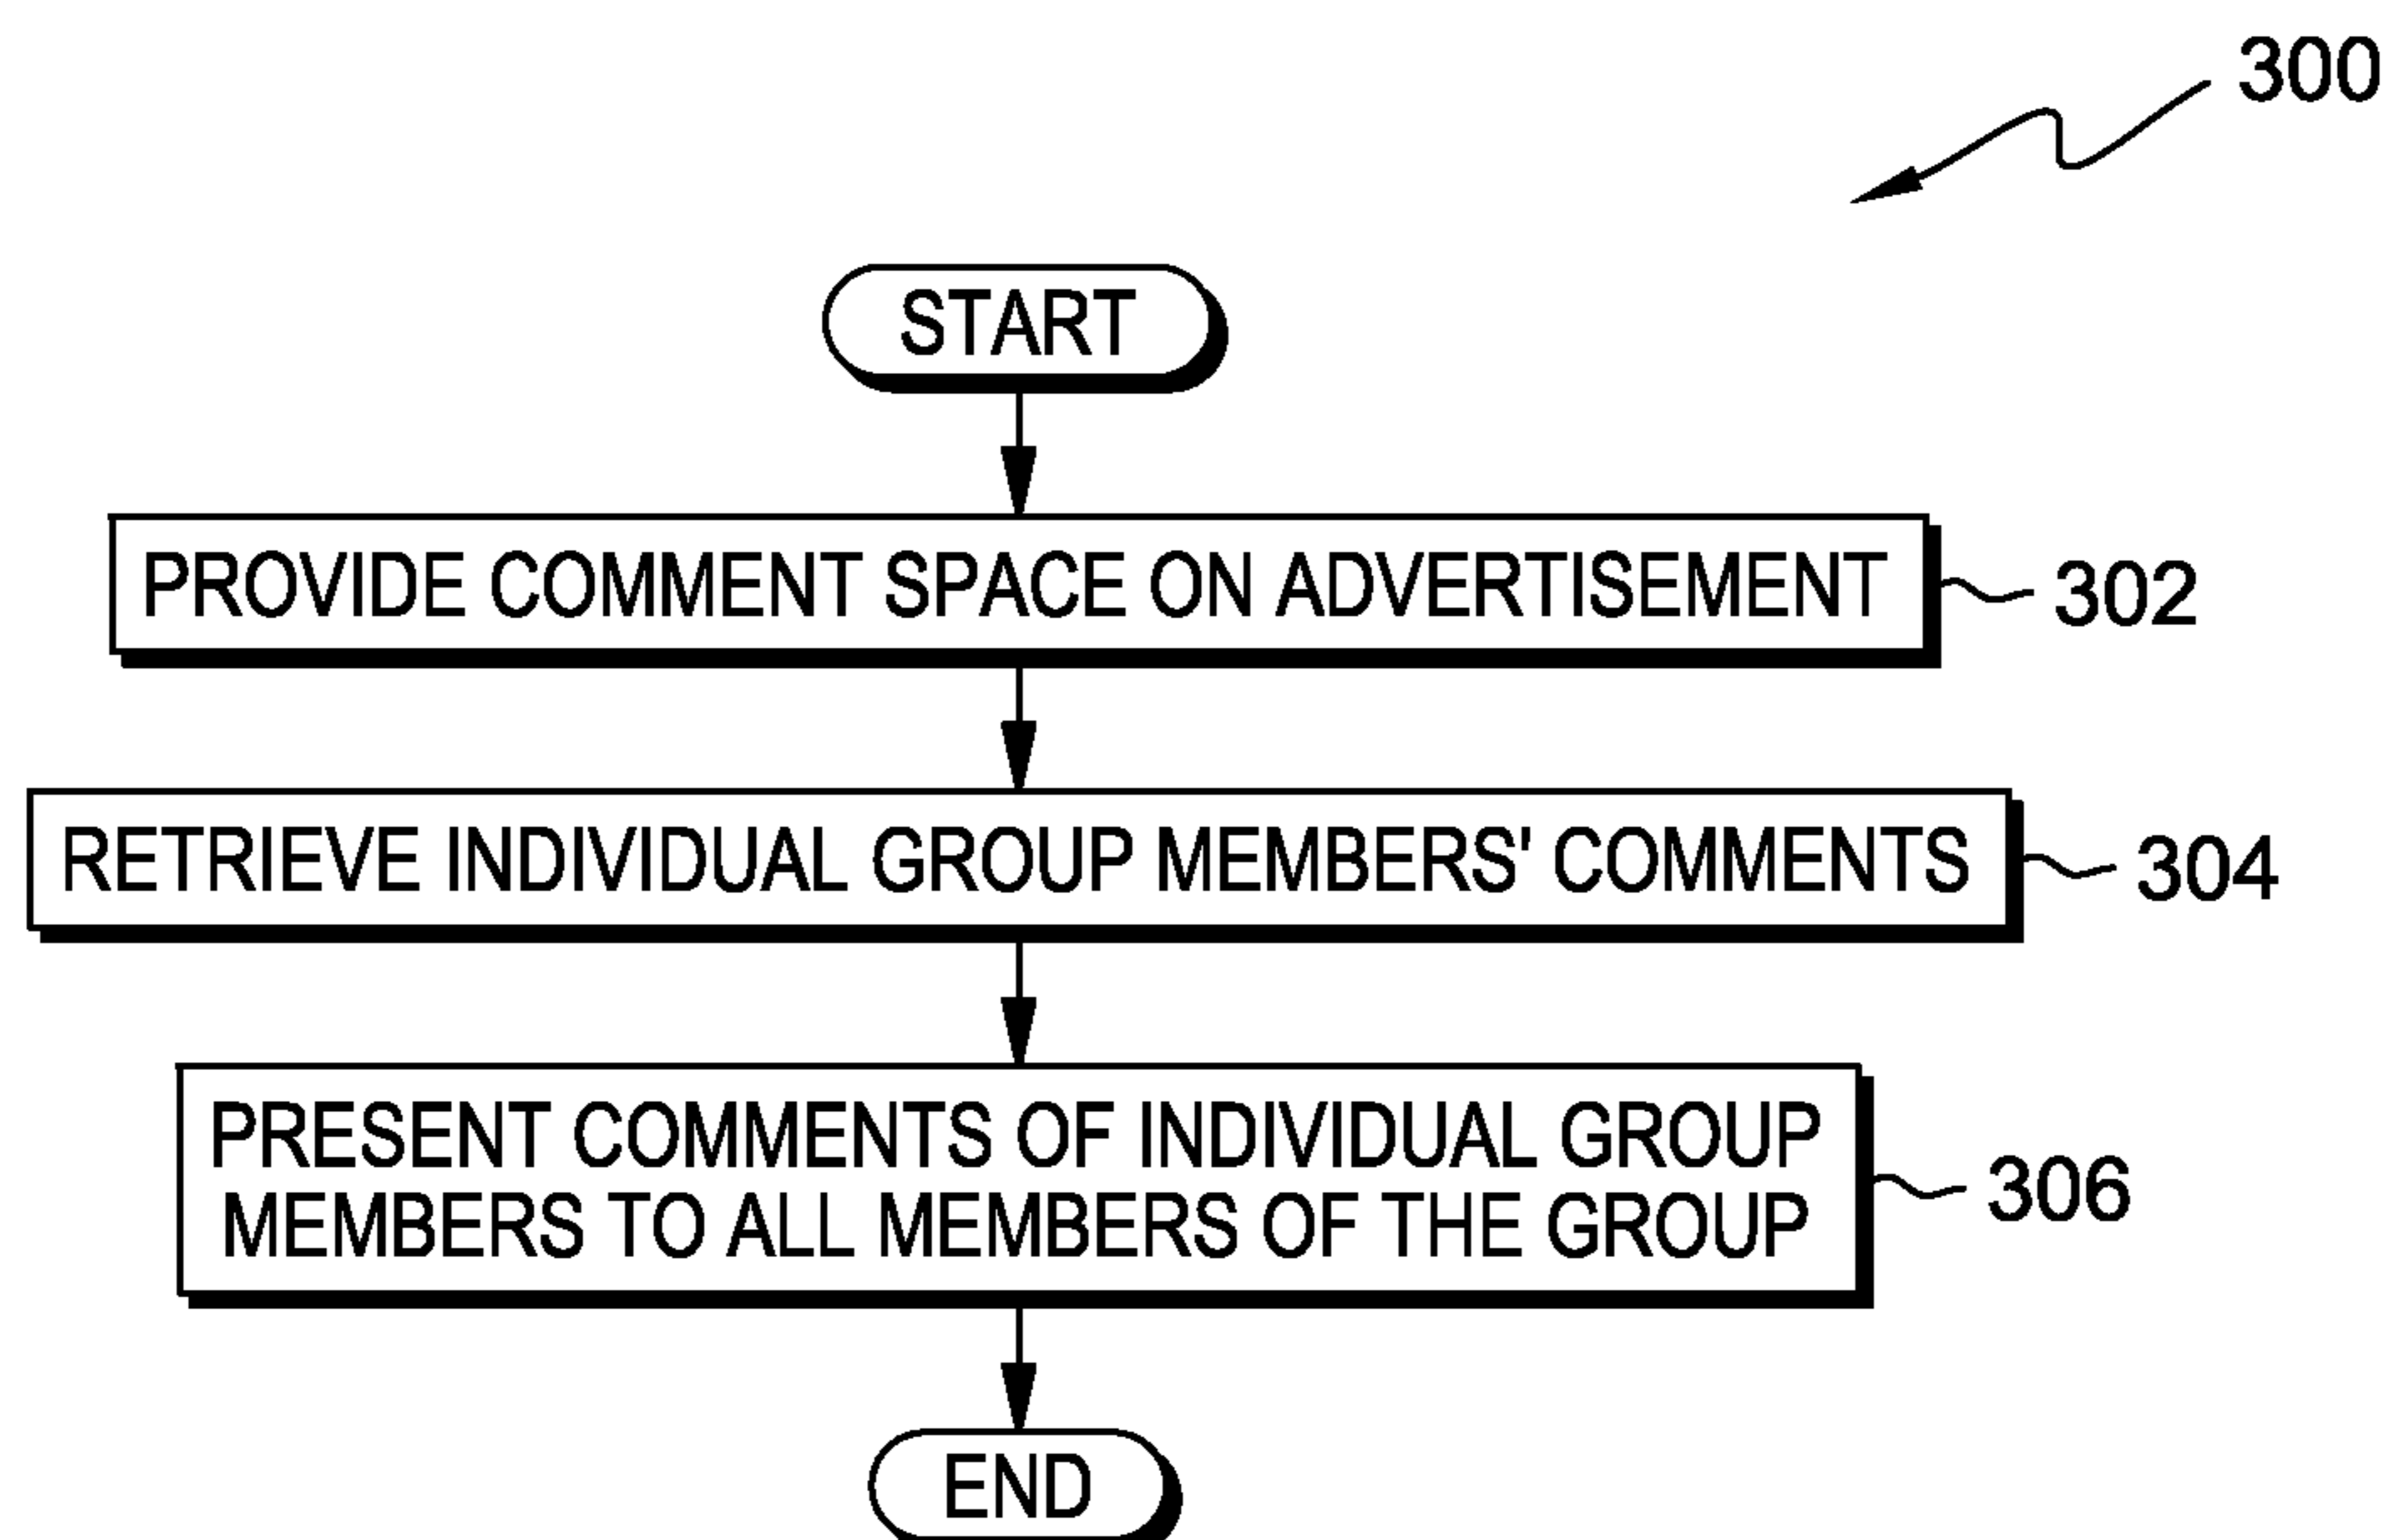 300
START
PROVIDE COMMENT SPACE ON ADVERTISEMENT
302
RETRIEVE INDIVIDUAL GROUP MEMBERS' COMMENTS
304
PRESENT COMMENTS OF INDIVIDUAL GROUP
MEMBERS TO ALL MEMBERS OF THE GROUP
306
END